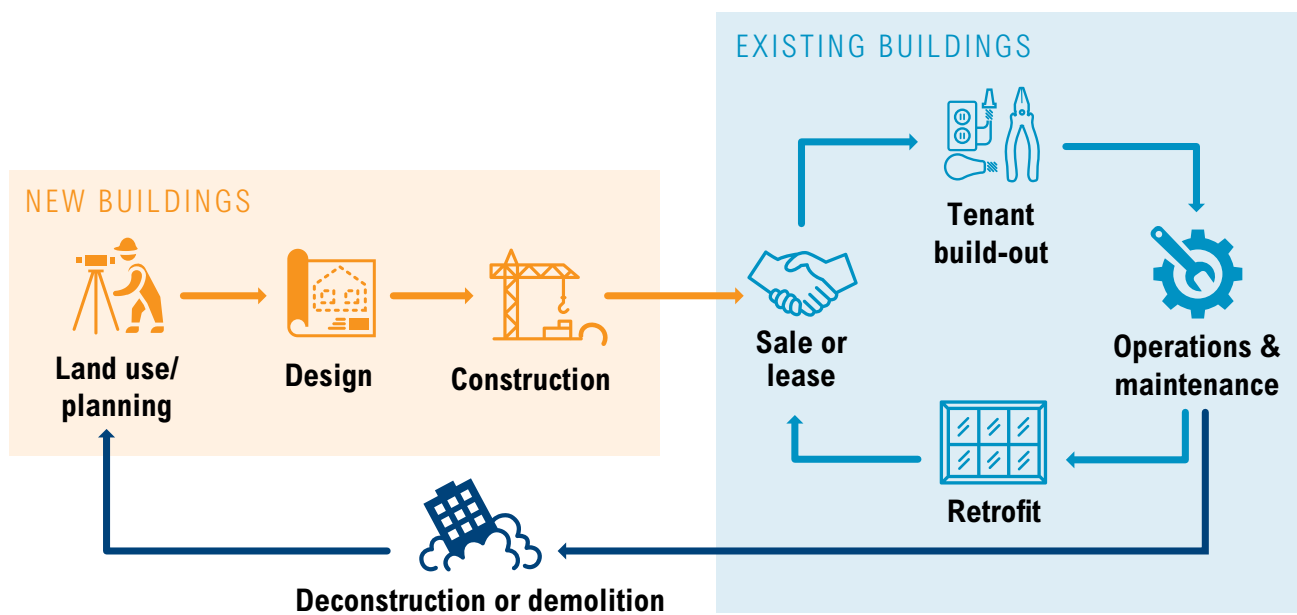 EXISTING BUILDINGS
Tenant
build-out
NEW BUILDINGS
Land use/
planning
Design
Construction
Sale or
lease
Operations &
maintenance
Retrofit
Deconstruction or demolition